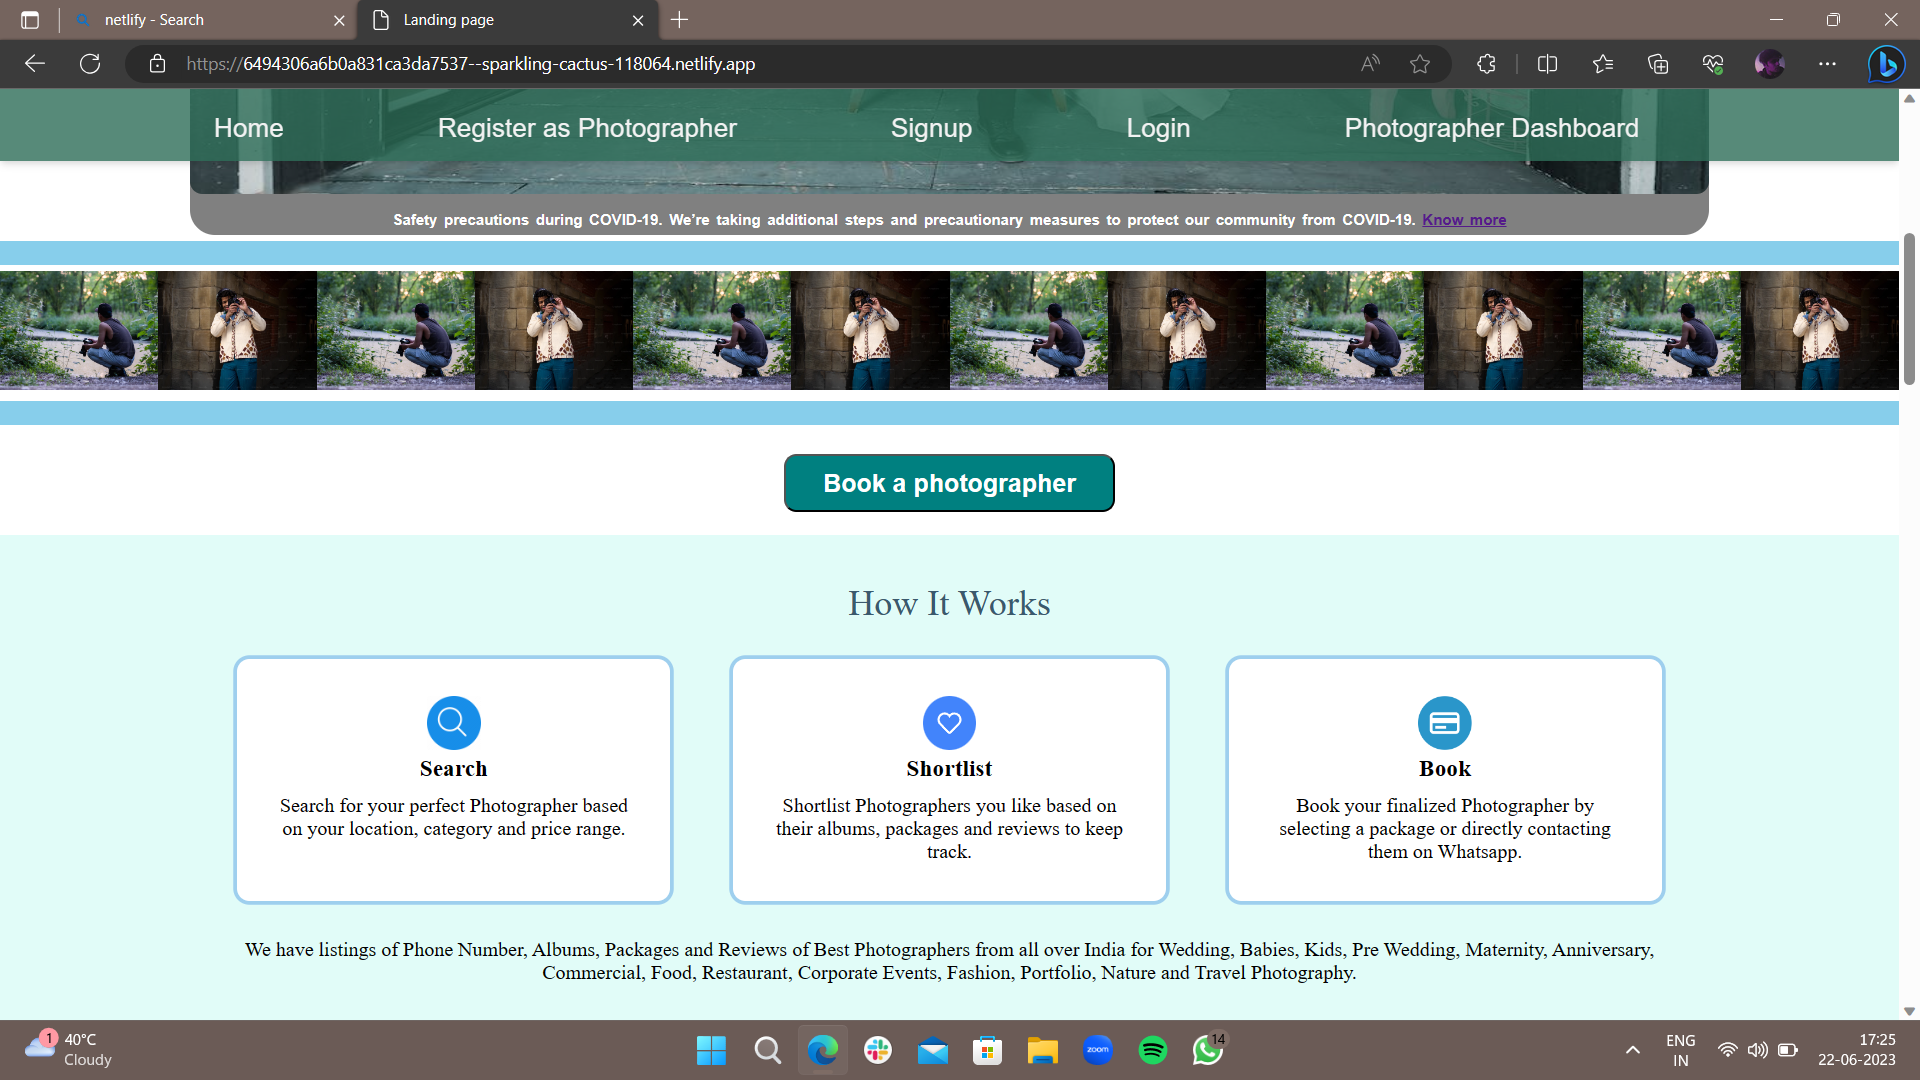 netlify - Search
Landing page
https://6494306a6b0a831ca3da7537--sparkling-cactus-118064.netlify.app
Home Register as Photographer Signup Login Photographer Dashboard
Safety precautions during COVID-19. We’re taking additional steps and precautionary measures to protect our community from COVID-19. Know more
Book a photographer
How It Works
Search
Search for your perfect Photographer based
on your location, category and price range.
Shortlist
Shortlist Photographers you like based on
their albums, packages and reviews to keep
track.
Book
Book your finalized Photographer by
selecting a package or directly contacting
them on Whatsapp.
We have listings of Phone Number, Albums, Packages and Reviews of Best Photographers from all over India for Wedding, Babies, Kids, Pre Wedding, Maternity, Anniversary,
Commercial, Food, Restaurant, Corporate Events, Fashion, Portfolio, Nature and Travel Photography.
1
40°C
Cloudy
zoom
14
ENG
IN
17:25
22-06-2023